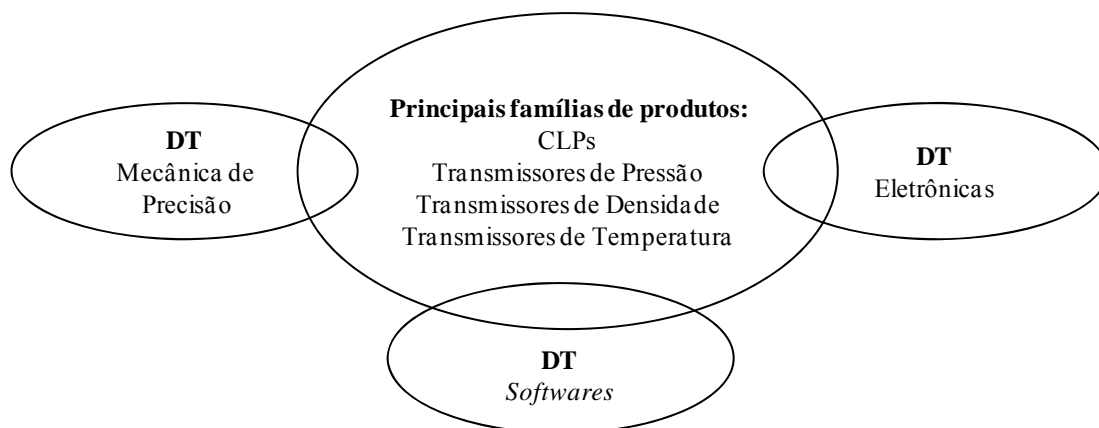 Principais famílias de produtos:
CLPs
Transmissores de Pressão
Transmissores de Densidade
Transmissores de Temperatura
DT
Mecânica de
Precisão
DT
Eletrônicas
DT
Softwares